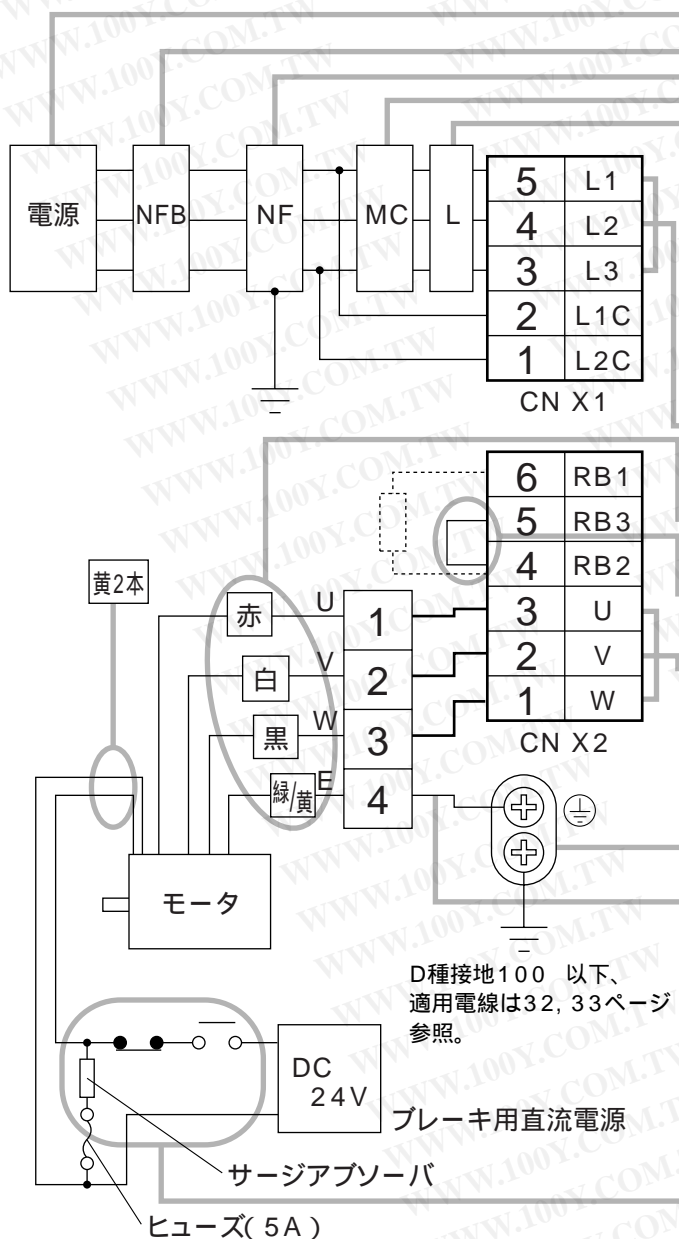 電源
NFB
NF
MC
L
5 L1
4 L2
3 L3
2 L1C
1 L2C
CN X1
6 RB1
5 RB3
4 RB2
3 U
2 V
1 W
CN X2
黄2本
赤 U 1
白 V 2
黒 W 3
緑/黄 E 4
モータ
D種接地100 以下、
適用電線は32, 33ページ
参照。
DC
24V
ブレーキ用直流電源
サージアブソーバ
ヒューズ( 5A )
WWW.100Y.COM.TW